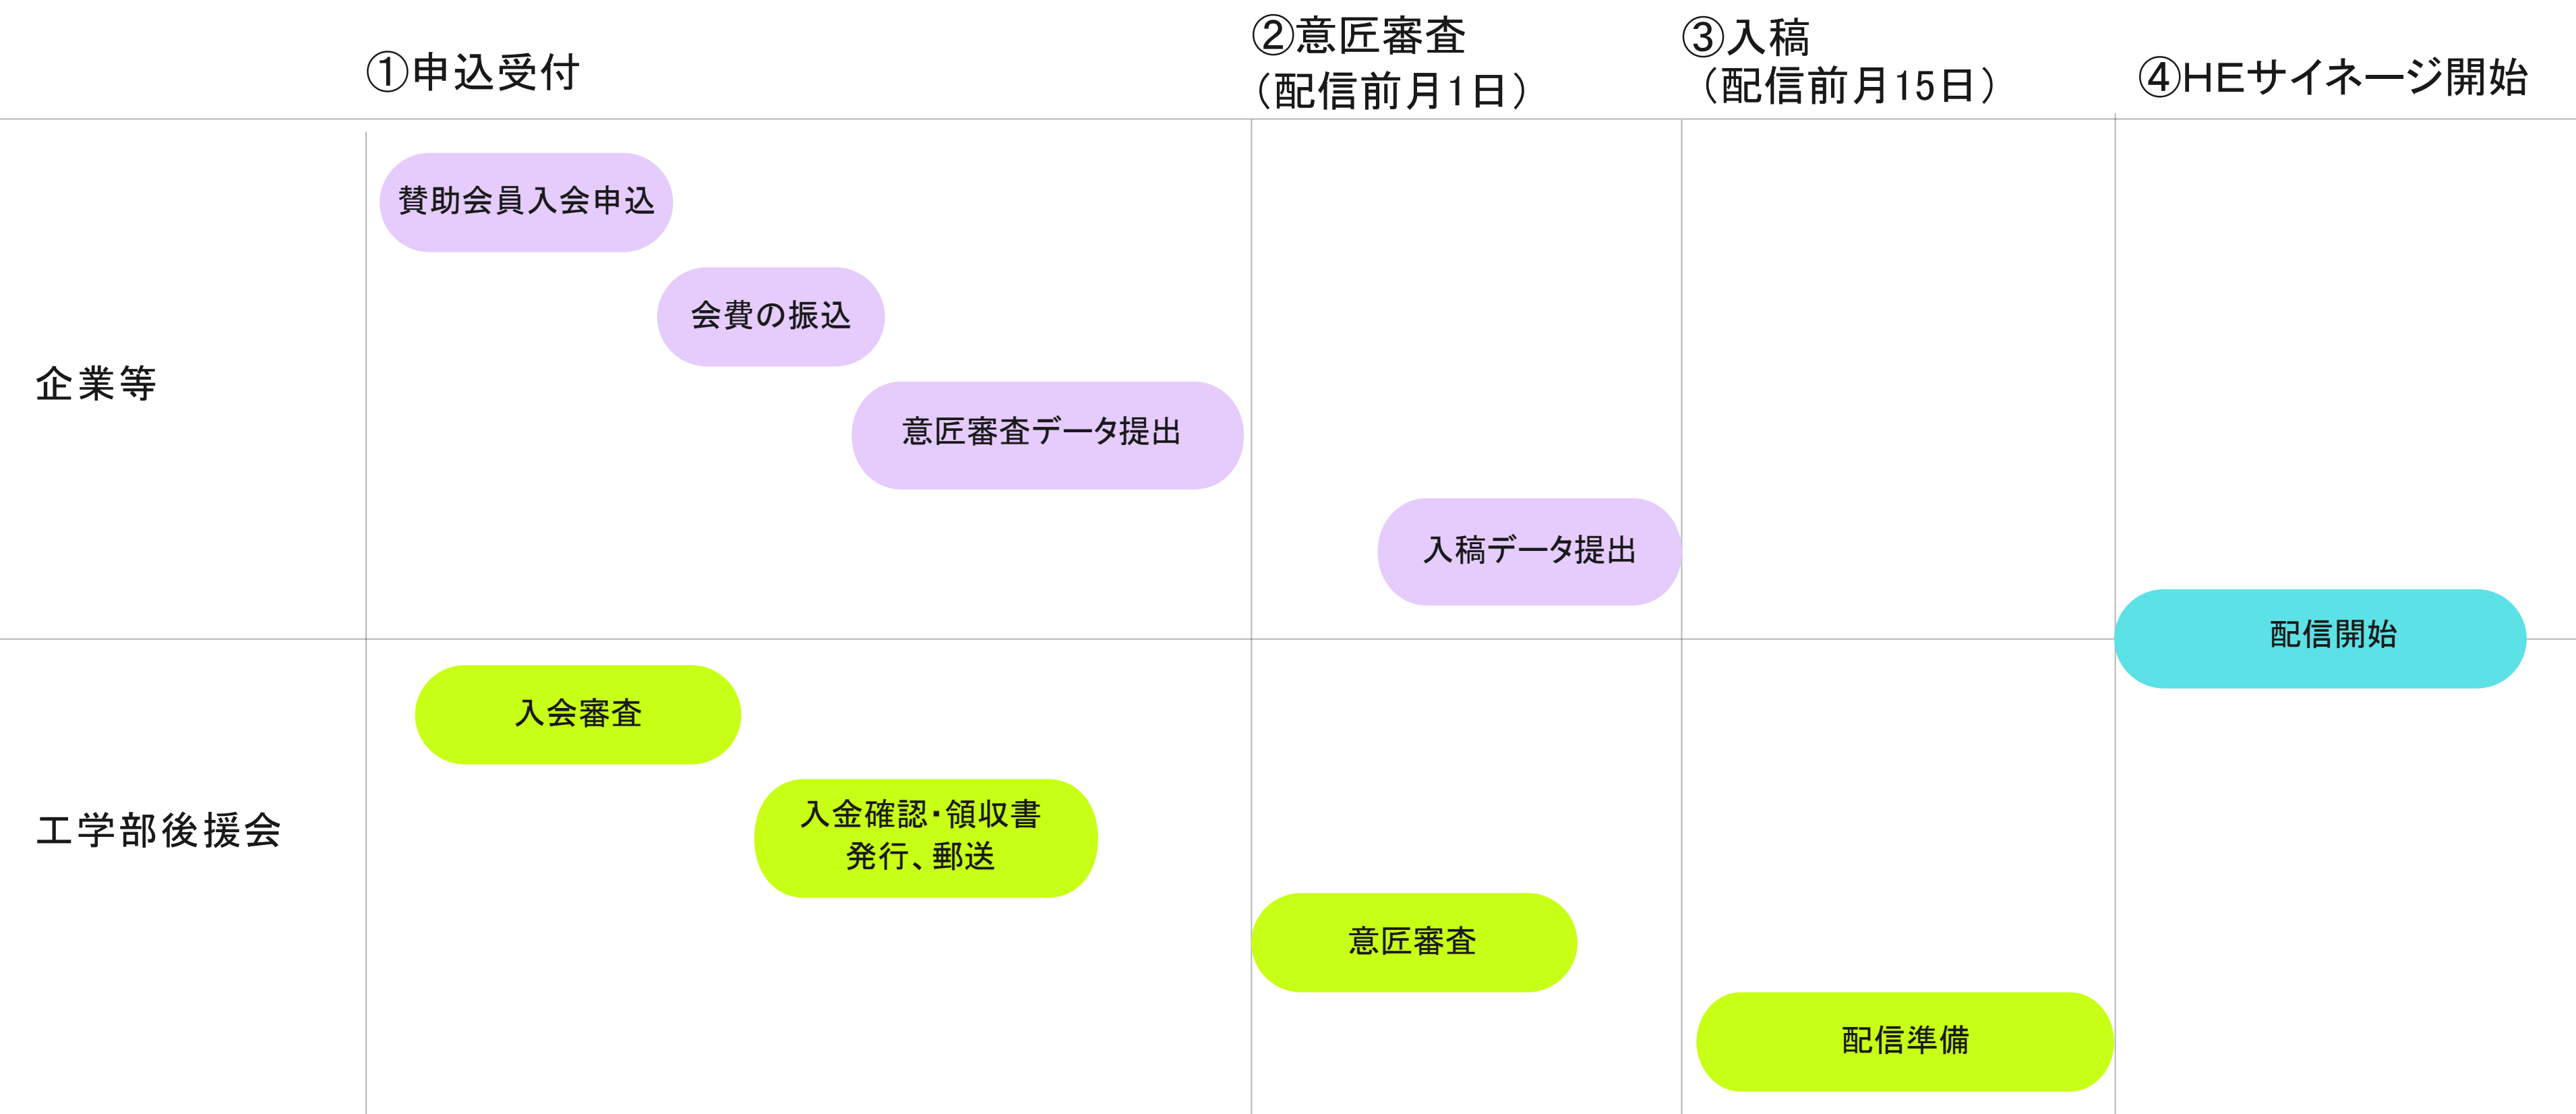 ①申込受付
②意匠審査
（配信前月1日）
③入稿
（配信前月15日）
④HEサイネージ開始
企業等
賛助会員入会申込
会費の振込
意匠審査データ提出
入稿データ提出
配信開始
工学部後援会
入会審査
入金確認・領収書
発行、郵送
意匠審査
配信準備